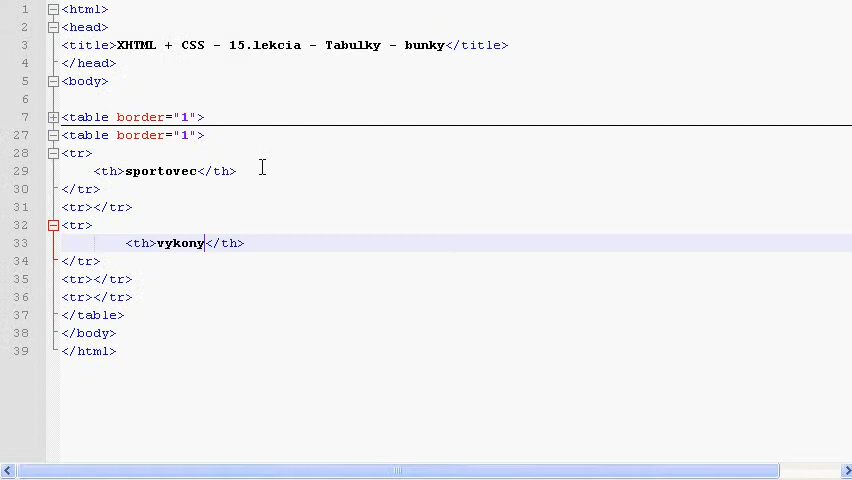 1 <html>
2 <head>
3 <title>XHTML + CSS - 15.lekcia - Tabulky - bunky</title>
4 </head>
5 <body>
6
7 <table border="1">
27 <table border="1">
28 <tr>
29 <th>sportovec</th>
30 </tr>
31 <tr></tr>
32 <tr>
33 <th>vykony</th>
34 </tr>
35 <tr></tr>
36 <tr></tr>
37 </table>
38 </body>
39 </html>